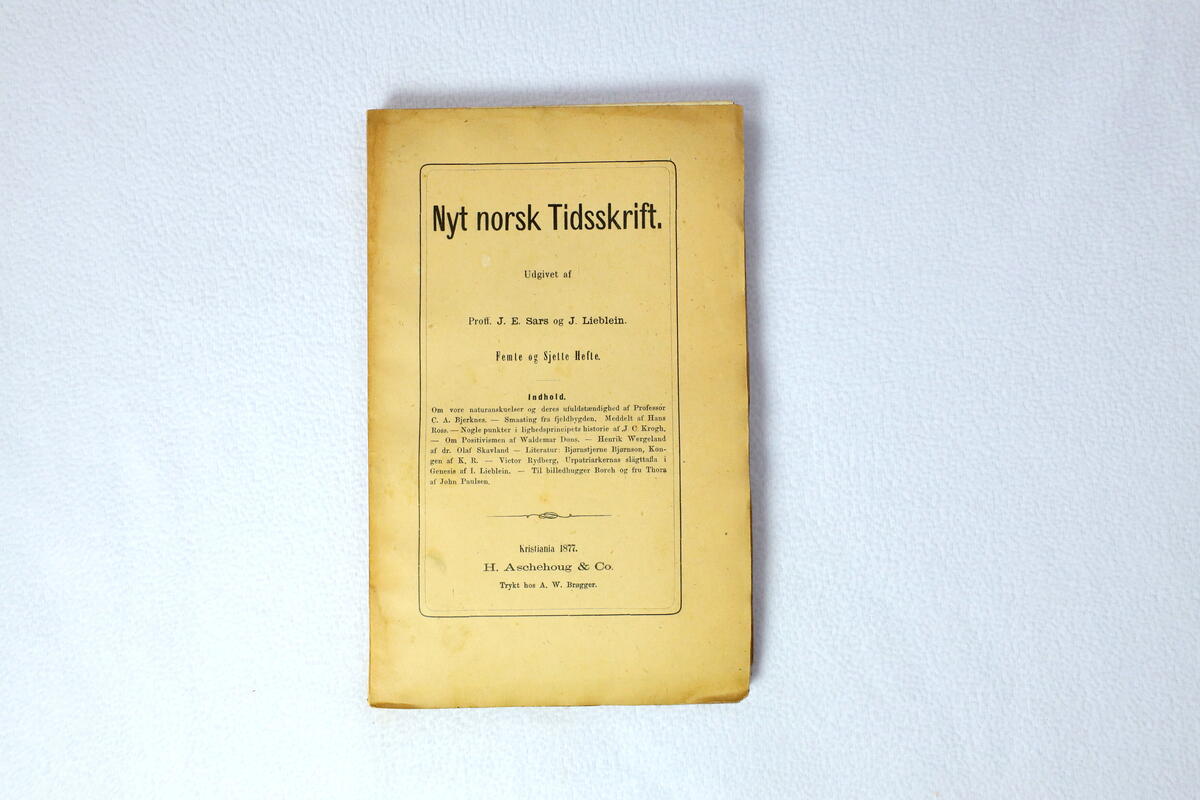 Nyt norsk Tidsskrift.
Udgivet af
Proff. J. E. Sars og J. Lieblein.
Femte og Sjette Hefte.
Indhold.
Om vore naturanskuelser og deres ufuldstændighed af Professor
C. A. Bjerknes. — Smaating fra fjeldbygden. Meddelt af Hans
Ross. — Nogle punkter i lighedsprincipets historie af J. C. Krogh.
— Om Positivismen af Waldemar Dons. — Henrik Wergeland
af dr. Olaf Skavland — Literatur: Bjørnstjerne Bjørnson, Kon-
gen af K. R. — Victor Rydberg, Urpatriarkernas slägttafla i
Genesis af I. Lieblein. — Til billedhugger Borch og fru Thora
af John Paulsen.
Kristiania 1877.
H. Aschehoug & Co.
Trykt hos A. W. Brøgger.